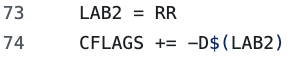 73 LAB2 = RR
74 CFLAGS += -D$(LAB2)